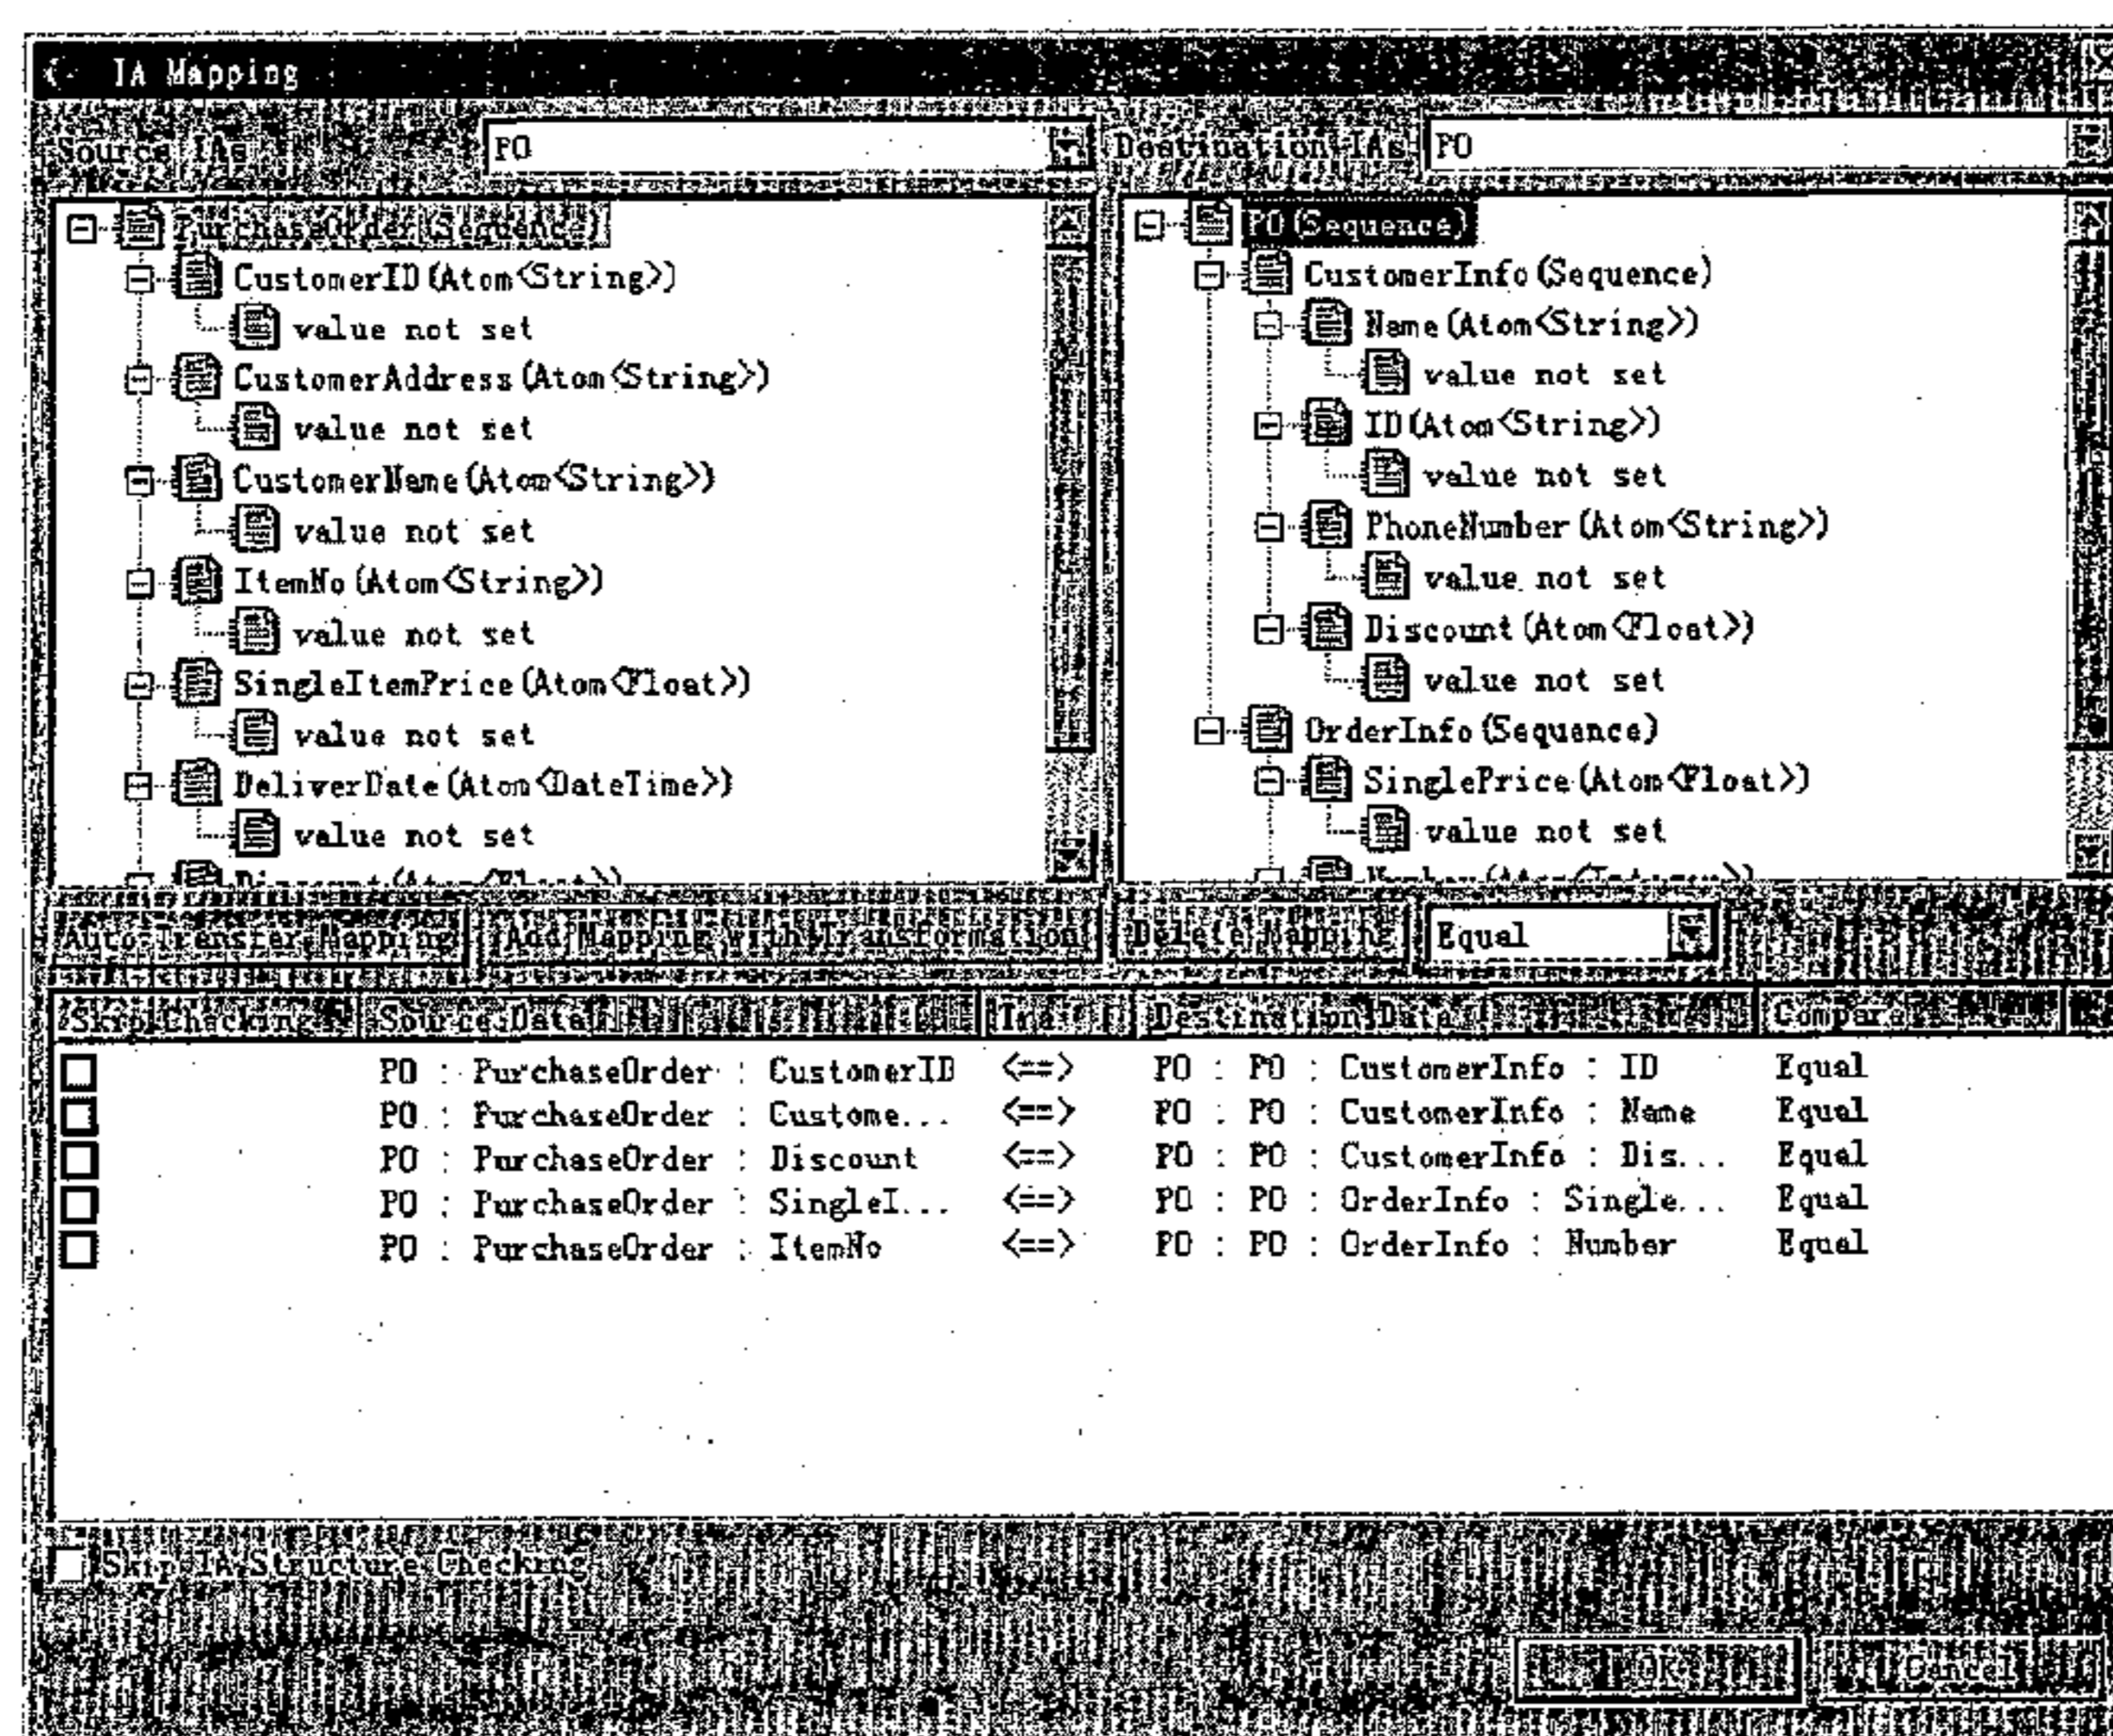 IA Mapping
Source IAs PO Destination IAs PO
PurchaseOrder(Sequence)
CustomerID(Atom<String>)
value not set
CustomerAddress(Atom<String>)
value not set
CustomerName(Atom<String>)
value not set
ItemNo(Atom<String>)
value not set
SingleItemPrice(Atom<Float>)
value not set
DeliverDate(Atom<DateTime>)
value not set
Discount(Atom<Float>)
PO(Sequence)
CustomerInfo(Sequence)
Name(Atom<String>)
value not set
ID(Atom<String>)
value not set
PhoneNumber(Atom<String>)
value not set
Discount(Atom<Float>)
value not set
OrderInfo(Sequence)
SinglePrice(Atom<Float>)
value not set
Number(Atom<Integer>)
Auto Transfer Mapping Add Mapping with Transformation Delete Mapping Equal
Skip Checking Source Data Destination Data
PO : PurchaseOrder : CustomerID <==> PO : PO : CustomerInfo : ID Equal
PO : PurchaseOrder : Custome... <==> PO : PO : CustomerInfo : Name Equal
PO : PurchaseOrder : Discount <==> PO : PO : CustomerInfo : Dis... Equal
PO : PurchaseOrder : SingleI... <==> PO : PO : OrderInfo : Single... Equal
PO : PurchaseOrder : ItemNo <==> PO : PO : OrderInfo : Number Equal
Skip IA Structure Checking
OK Cancel